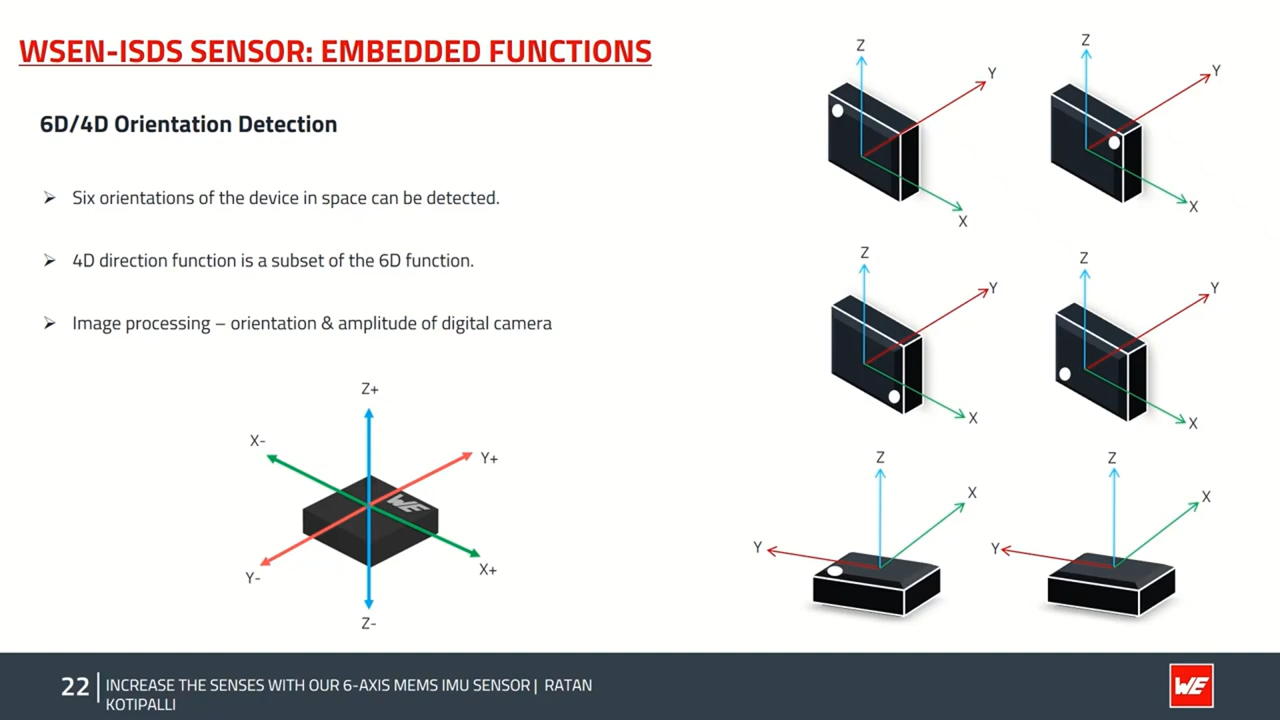 WSEN-ISDS SENSOR: EMBEDDED FUNCTIONS
6D/4D Orientation Detection
Six orientations of the device in space can be detected.
4D direction function is a subset of the 6D function.
Image processing – orientation & amplitude of digital camera
Z+
X-
Y+
WE
Y-
X+
Z-
Z
Y
X
Z
Y
X
Z
Y
X
Z
Y
X
Z
X
Y
Z
X
Y
22
INCREASE THE SENSES WITH OUR 6-AXIS MEMS IMU SENSOR | RATAN
KOTIPALLI
WE